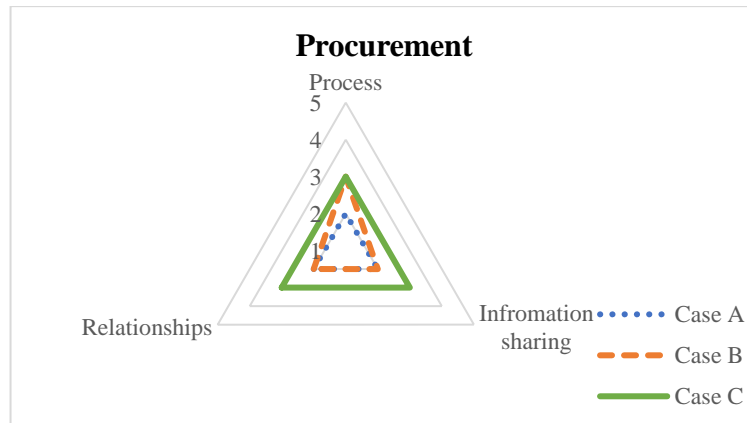 Procurement
Process
5
4
3
2
1
Relationships
Infromation
sharing
Case A
Case B
Case C